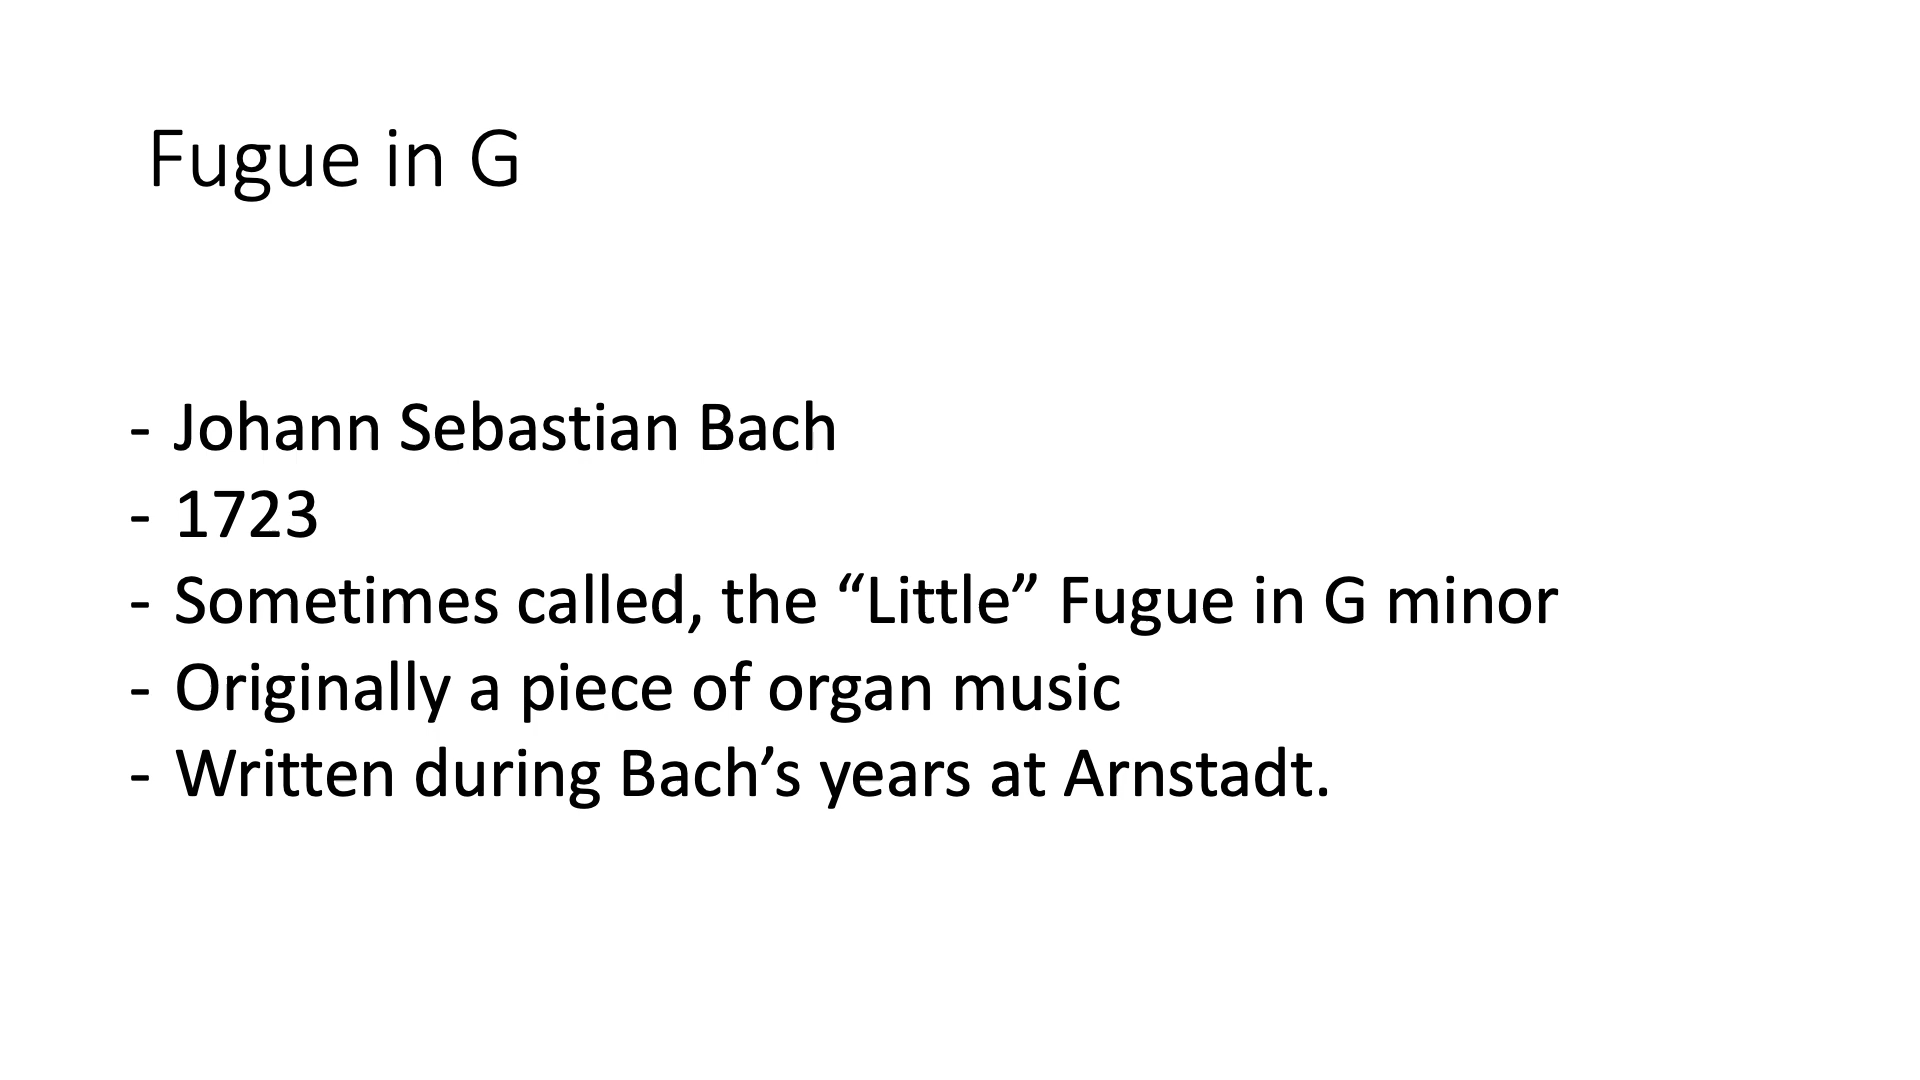 Fugue in G
- Johann Sebastian Bach
- 1723
- Sometimes called, the “Little” Fugue in G minor
- Originally a piece of organ music
- Written during Bach’s years at Arnstadt.